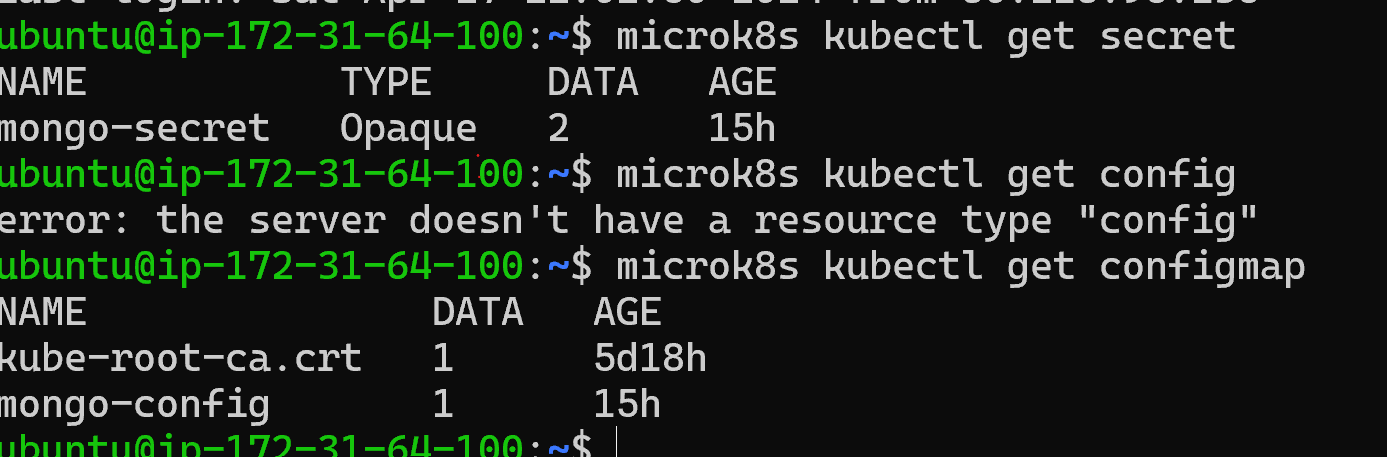 ubuntu@ip-172-31-64-100:~$ microk8s kubectl get secret
NAME TYPE DATA AGE
mongo-secret Opaque 2 15h
ubuntu@ip-172-31-64-100:~$ microk8s kubectl get config
error: the server doesn't have a resource type "config"
ubuntu@ip-172-31-64-100:~$ microk8s kubectl get configmap
NAME DATA AGE
kube-root-ca.crt 1 5d18h
mongo-config 1 15h
ubuntu@ip-172-31-64-100:~$